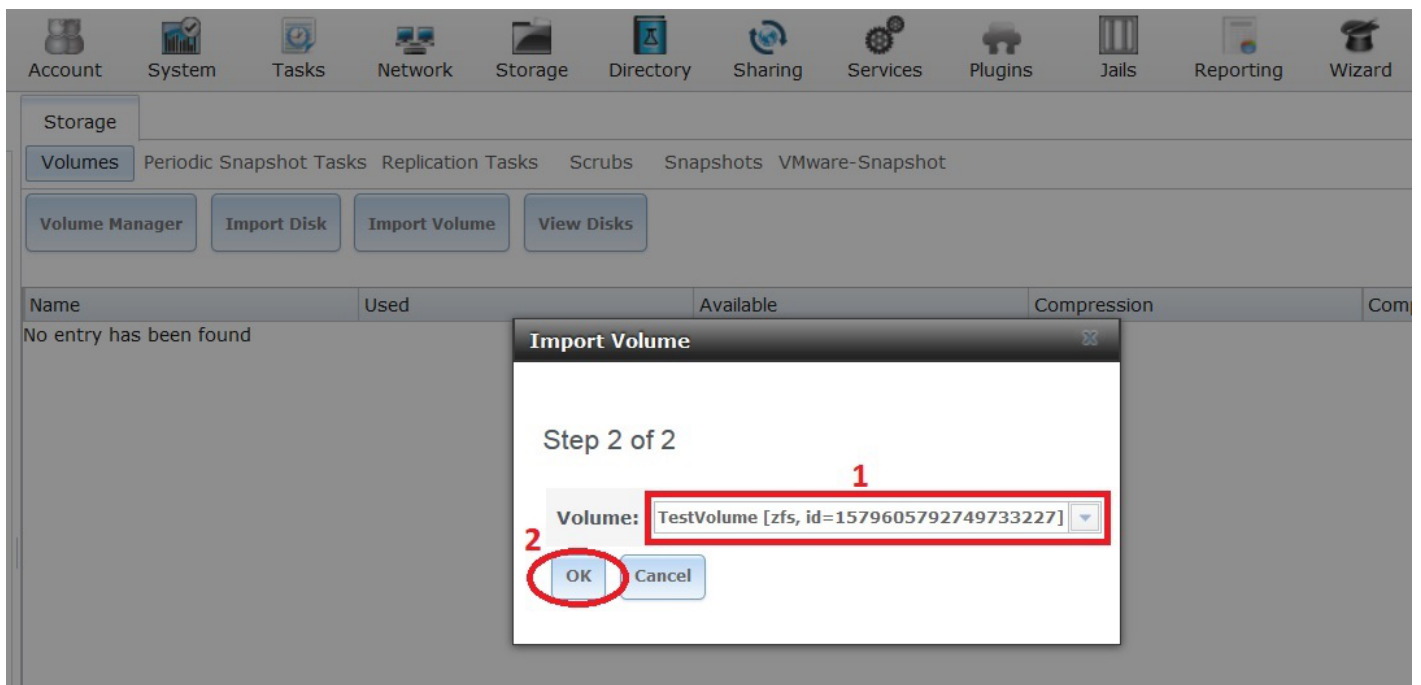 Account System Tasks Network Storage Directory Sharing Services Plugins Jails Reporting Wizard
Storage
Volumes Periodic Snapshot Tasks Replication Tasks Scrubs Snapshots VMware-Snapshot
Volume Manager Import Disk Import Volume View Disks
Name Used Available Compression Comp
No entry has been found
Import Volume
Step 2 of 2
1
Volume: TestVolume [zfs, id=1579605792749733227]
2
OK Cancel